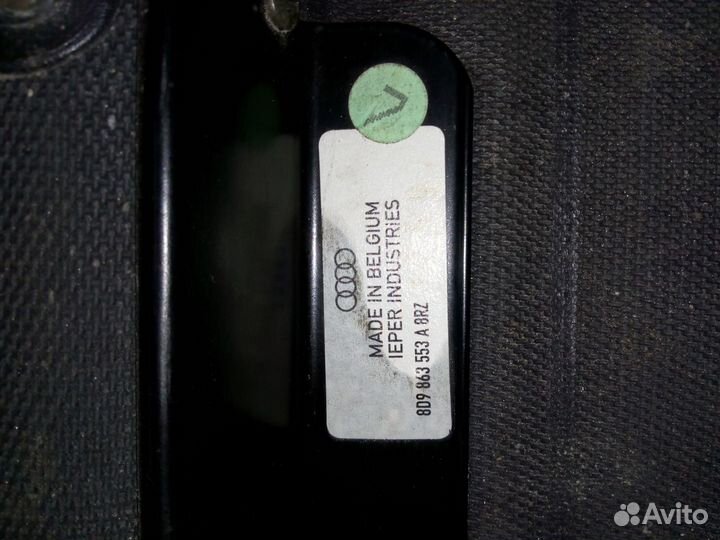 MADE IN BELGIUM
IEPER INDUSTRIES
8D9 863 553 A 8RZ
Avito